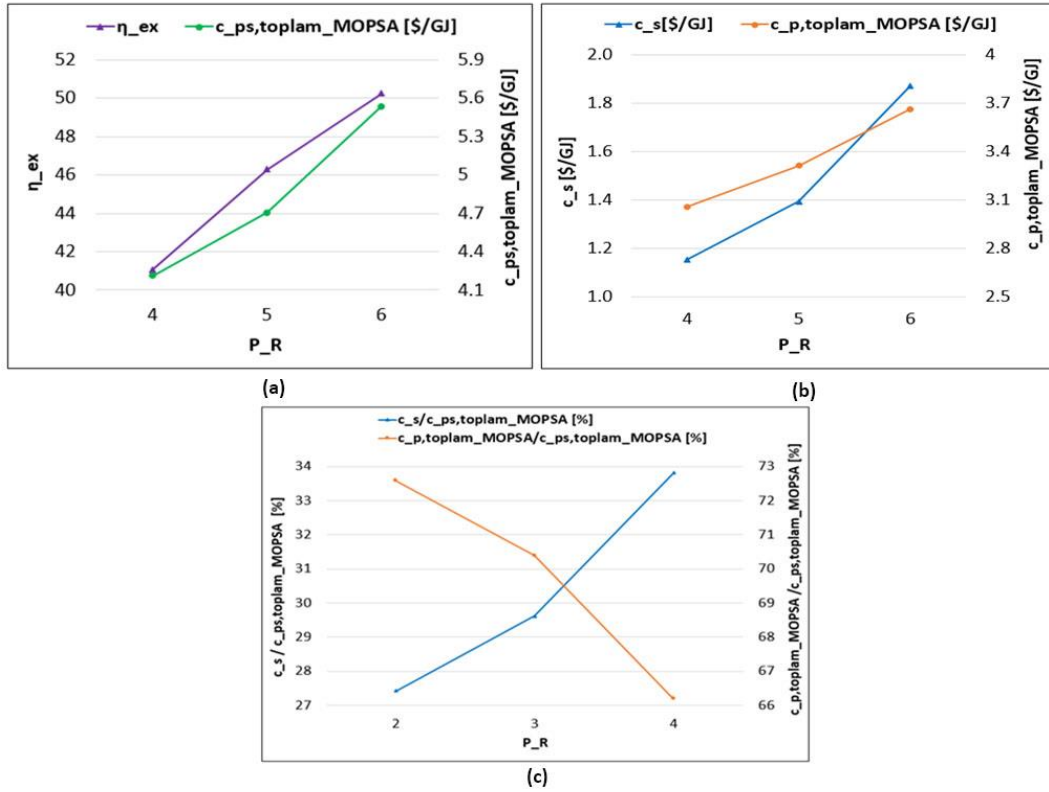 η_ex c_ps,toplam_MOPSA [$/GJ]
52
50
48
46
44
42
40
η_ex
5.9
5.6
5.3
5
4.7
4.4
4.1
c_ps,toplam_MOPSA [$/GJ]
4 5 6
P_R
(a)
c_s[$/GJ] c_p,toplam_MOPSA [$/GJ]
2.0
1.8
1.6
1.4
1.2
1.0
c_s [$/GJ]
4
3.7
3.4
3.1
2.8
2.5
c_p,toplam_MOPSA [$/GJ]
4 5 6
P_R
(b)
c_s/c_ps,toplam_MOPSA [%]
c_p,toplam_MOPSA/c_ps,toplam_MOPSA [%]
34
33
32
31
30
29
28
27
c_s / c_ps,toplam_MOPSA [%]
73
72
71
70
69
68
67
66
c_p,toplam_MOPSA /c_ps,toplam_MOPSA [%]
2 3 4
P_R
(c)